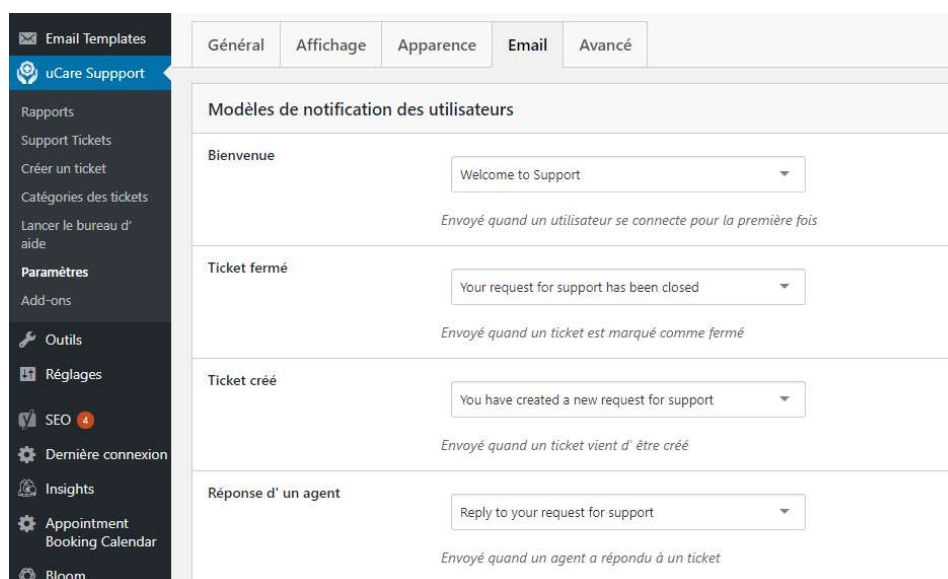 Email Templates
uCare Suppport
Rapports
Support Tickets
Créer un ticket
Catégories des tickets
Lancer le bureau d'
aide
Paramètres
Add-ons
Outils
Réglages
SEO 4
Dernière connexion
Insights
Appointment
Booking Calendar
Bloom
Général Affichage Apparence Email Avancé
Modèles de notification des utilisateurs
Bienvenue
Welcome to Support
Envoyé quand un utilisateur se connecte pour la première fois
Ticket fermé
Your request for support has been closed
Envoyé quand un ticket est marqué comme fermé
Ticket créé
You have created a new request for support
Envoyé quand un ticket vient d' être créé
Réponse d' un agent
Reply to your request for support
Envoyé quand un agent a répondu à un ticket